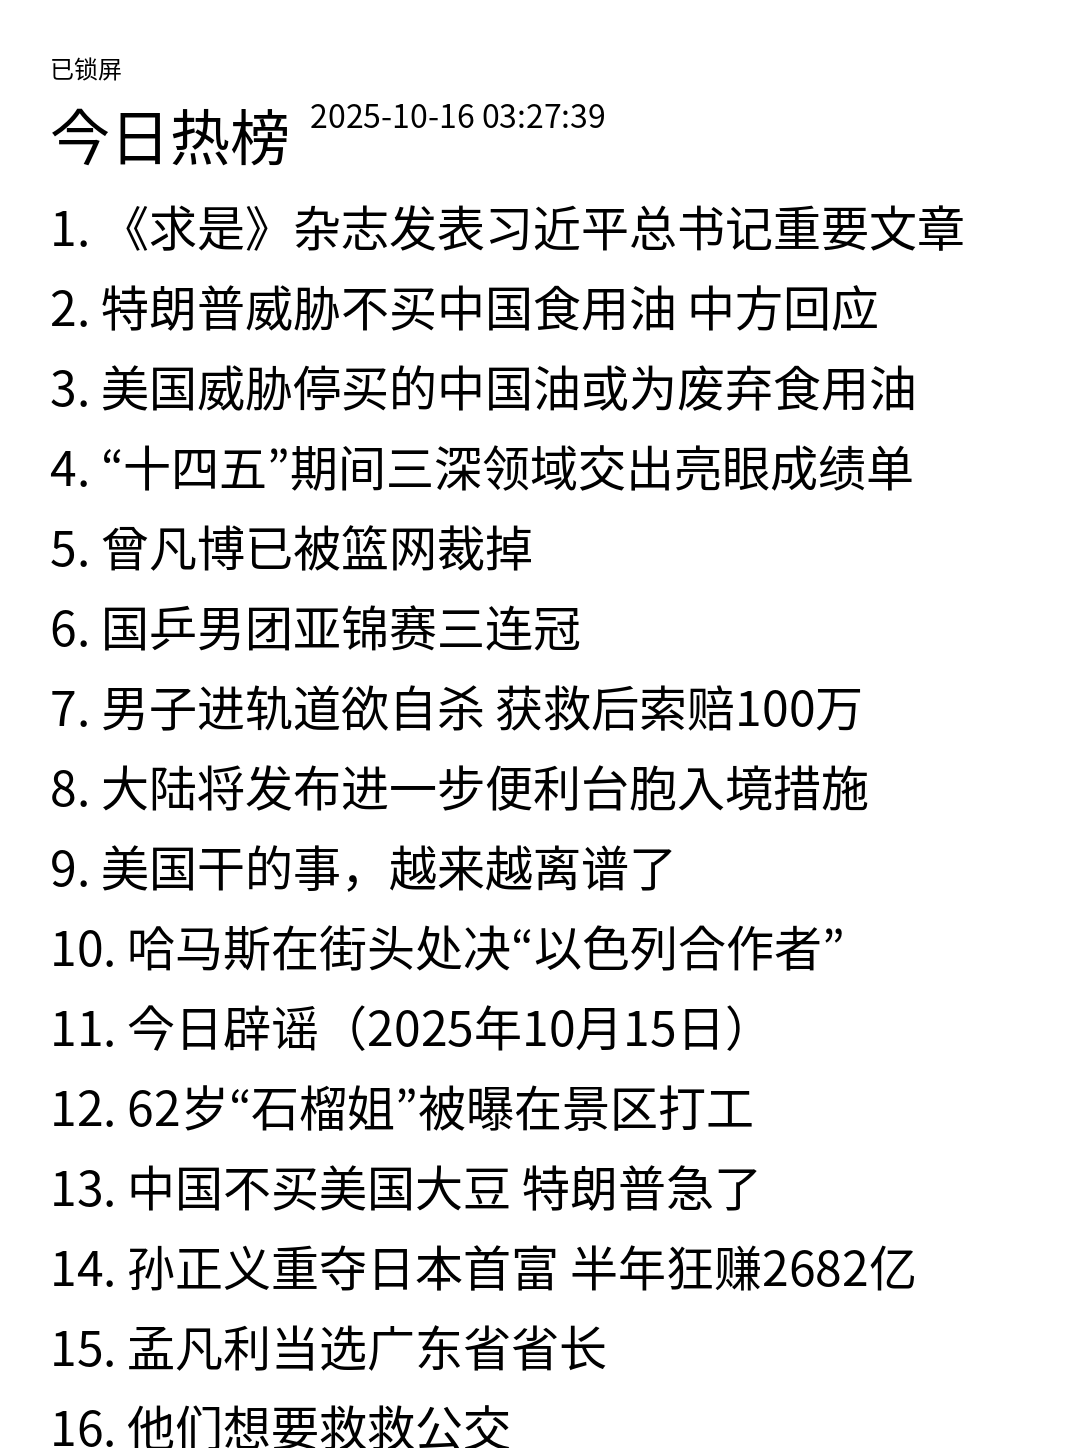 已锁屏
今日热榜 2025-10-16 03:27:39
1. 《求是》杂志发表习近平总书记重要文章
2. 特朗普威胁不买中国食用油 中方回应
3. 美国威胁停买的中国油或为废弃食用油
4. “十四五”期间三深领域交出亮眼成绩单
5. 曾凡博已被篮网裁掉
6. 国乒男团亚锦赛三连冠
7. 男子进轨道欲自杀 获救后索赔100万
8. 大陆将发布进一步便利台胞入境措施
9. 美国干的事，越来越离谱了
10. 哈马斯在街头处决“以色列合作者”
11. 今日辟谣（2025年10月15日）
12. 62岁“石榴姐”被曝在景区打工
13. 中国不买美国大豆 特朗普急了
14. 孙正义重夺日本首富 半年狂赚2682亿
15. 孟凡利当选广东省省长
16. 他们想要救救公交